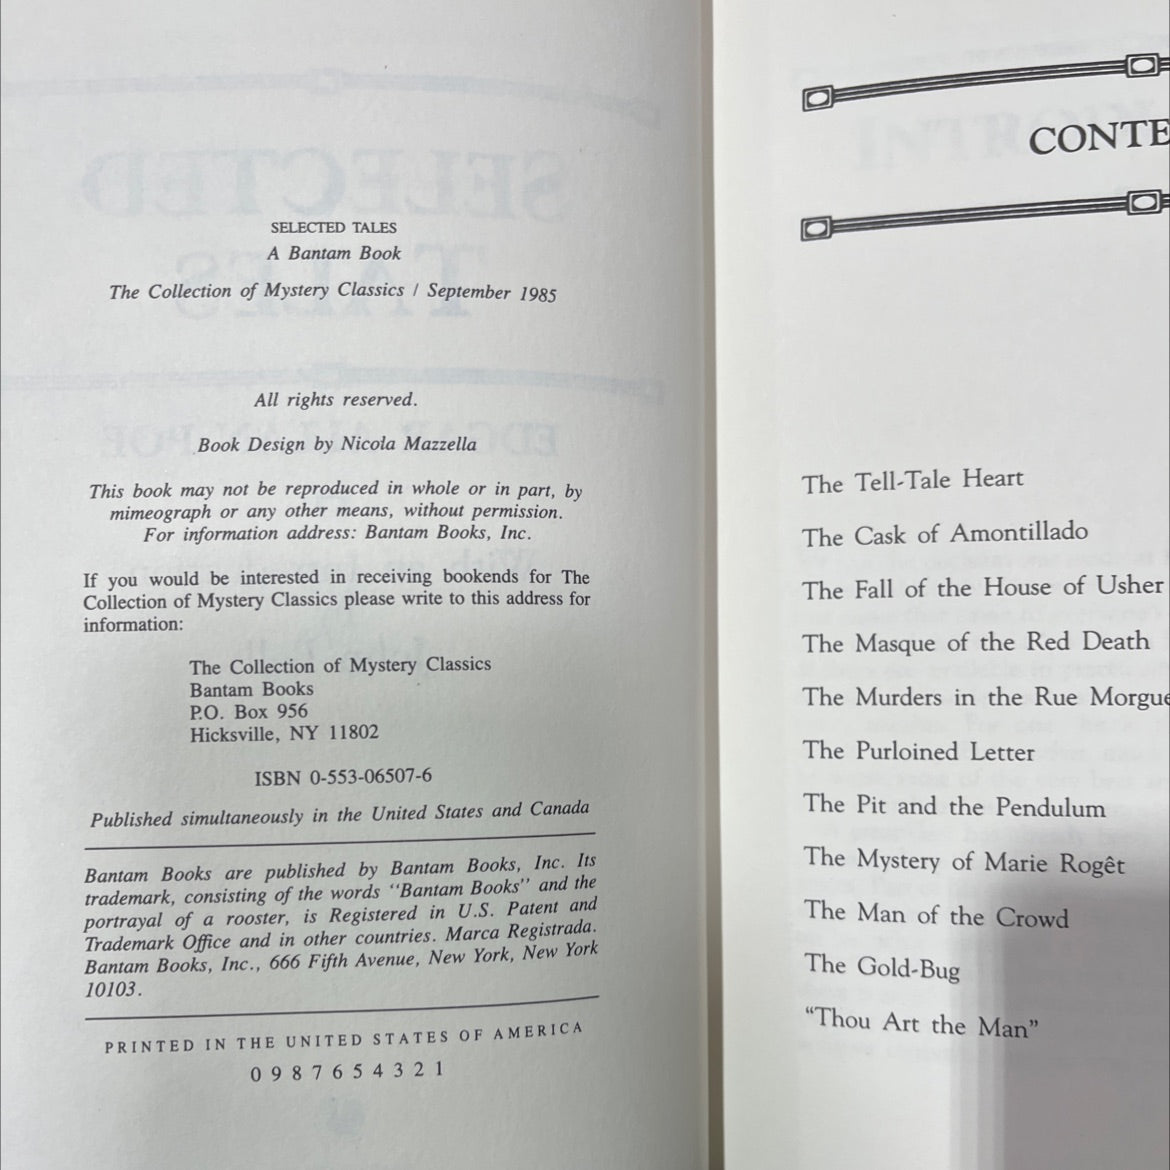 SELECTED TALES
A Bantam Book
The Collection of Mystery Classics / September 1985
All rights reserved.
Book Design by Nicola Mazzella
This book may not be reproduced in whole or in part, by
mimeograph or any other means, without permission.
For information address: Bantam Books, Inc.
If you would be interested in receiving bookends for The
Collection of Mystery Classics please write to this address for
information:
The Collection of Mystery Classics
Bantam Books
P.O. Box 956
Hicksville, NY 11802
ISBN 0-553-06507-6
Published simultaneously in the United States and Canada
Bantam Books are published by Bantam Books, Inc. Its
trademark, consisting of the words ‘‘Bantam Books’’ and the
portrayal of a rooster, is Registered in U.S. Patent and
Trademark Office and in other countries. Marca Registrada.
Bantam Books, Inc., 666 Fifth Avenue, New York, New York
10103.
PRINTED IN THE UNITED STATES OF AMERICA
0 9 8 7 6 5 4 3 2 1
CONTE
The Tell-Tale Heart
The Cask of Amontillado
The Fall of the House of Usher
The Masque of the Red Death
The Murders in the Rue Morgue
The Purloined Letter
The Pit and the Pendulum
The Mystery of Marie Rogêt
The Man of the Crowd
The Gold-Bug
“Thou Art the Man”